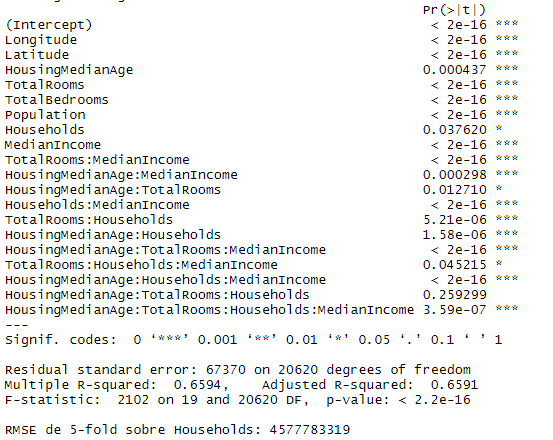 Pr(>|t|)
(Intercept) < 2e-16 ***
Longitude < 2e-16 ***
Latitude < 2e-16 ***
HousingMedianAge 0.000437 ***
TotalRooms < 2e-16 ***
TotalBedrooms < 2e-16 ***
Population < 2e-16 ***
Households 0.037620 *
MedianIncome < 2e-16 ***
TotalRooms:MedianIncome < 2e-16 ***
HousingMedianAge:MedianIncome 0.000298 ***
HousingMedianAge:TotalRooms 0.012710 *
Households:MedianIncome < 2e-16 ***
TotalRooms:Households 5.21e-06 ***
HousingMedianAge:Households 1.58e-06 ***
HousingMedianAge:TotalRooms:MedianIncome < 2e-16 ***
TotalRooms:Households:MedianIncome 0.045215 *
HousingMedianAge:Households:MedianIncome < 2e-16 ***
HousingMedianAge:TotalRooms:Households 0.259299
HousingMedianAge:TotalRooms:Households:MedianIncome 3.59e-07 ***
---
Signif. codes: 0 ‘***’ 0.001 ‘**’ 0.01 ‘*’ 0.05 ‘.’ 0.1 ‘ ’ 1
Residual standard error: 67370 on 20620 degrees of freedom
Multiple R-squared: 0.6594, Adjusted R-squared: 0.6591
F-statistic: 2102 on 19 and 20620 DF, p-value: < 2.2e-16
RMSE de 5-fold sobre Households: 4577783319